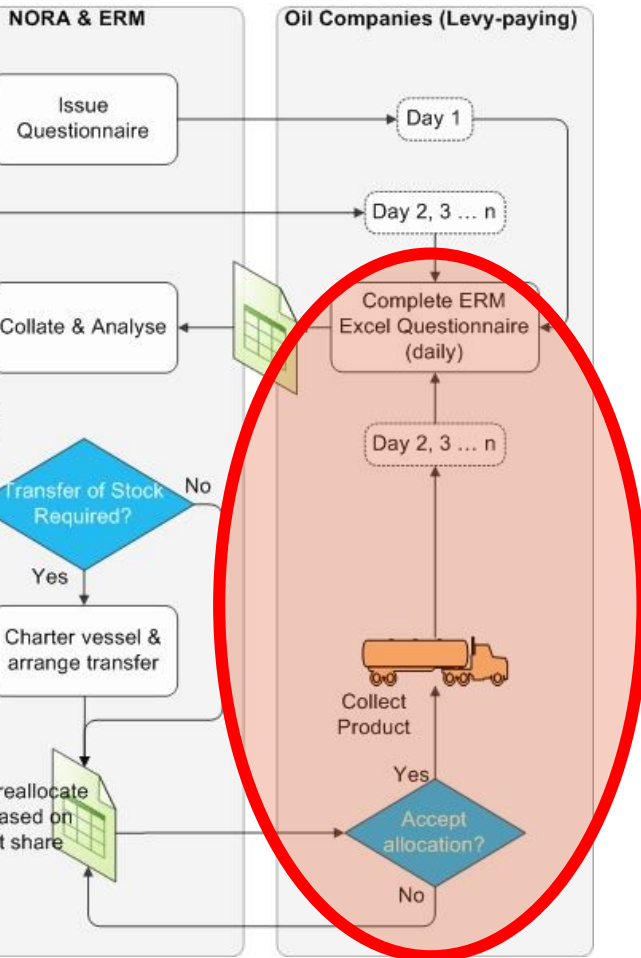 NORA & ERM
Issue
Questionnaire
Collate & Analyse
Transfer of Stock
Required?
No
Yes
Charter vessel &
arrange transfer
reallocate
ased on
t share
Oil Companies (Levy-paying)
Day 1
Day 2, 3 ... n
Complete ERM
Excel Questionnaire
(daily)
Day 2, 3 ... n
Collect
Product
Yes
Accept
allocation?
No